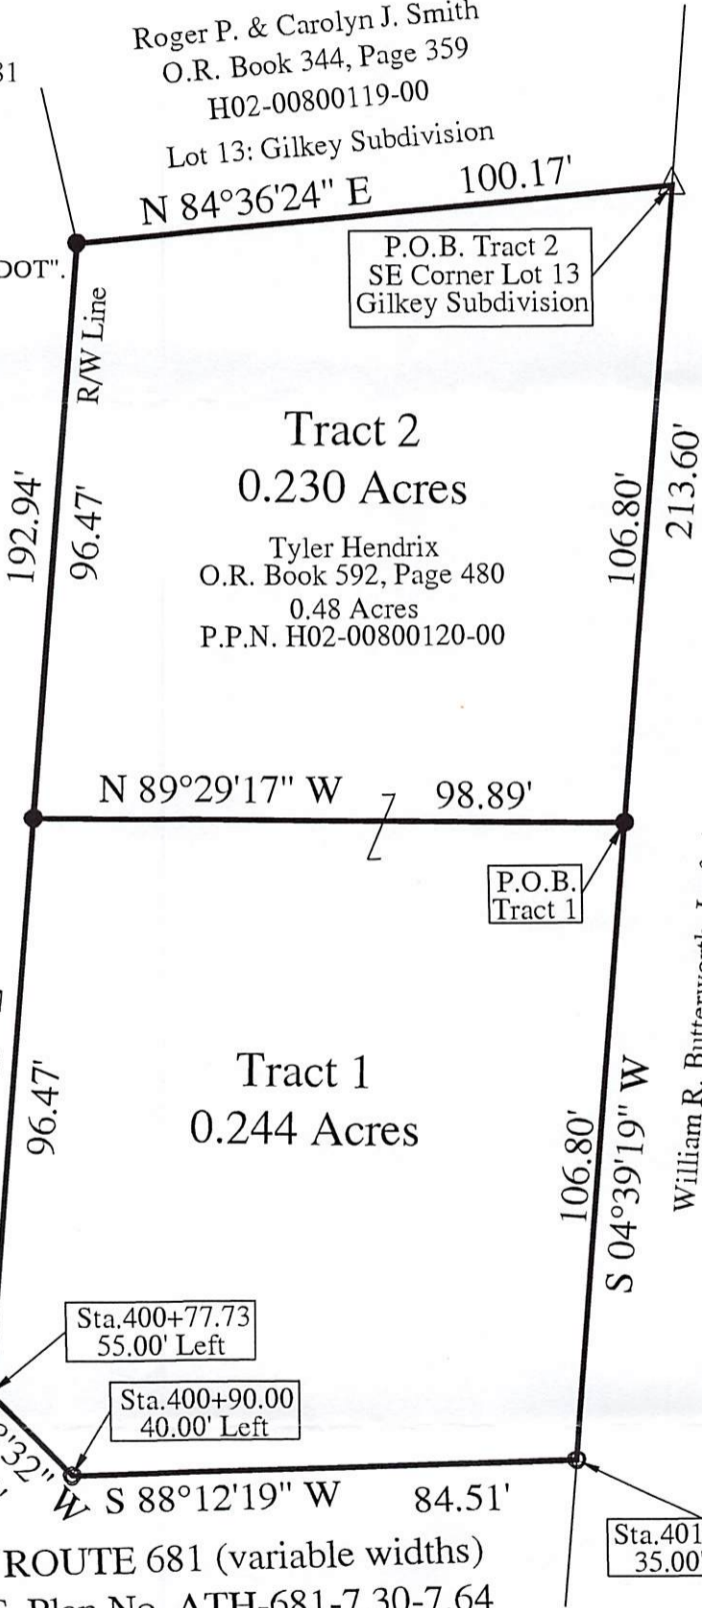 Roger P. & Carolyn J. Smith
O.R. Book 344, Page 359
H02-00800119-00
Lot 13: Gilkey Subdivision
N 84°36'24" E 100.17'
P.O.B. Tract 2
SE Corner Lot 13
Gilkey Subdivision
R/W Line
Tract 2
0.230 Acres
Tyler Hendrix
O.R. Book 592, Page 480
0.48 Acres
P.P.N. H02-00800120-00
192.94'
96.47'
106.80'
213.60'
N 89°29'17" W 98.89'
P.O.B.
Tract 1
Tract 1
0.244 Acres
96.47'
106.80'
S 04°39'19" W
William R.
Sta.400+77.73
55.00' Left
Sta.400+90.00
40.00' Left
'32" W
S 88°12'19" W 84.51'
Sta.401
35.00'
ROUTE 681 (variable widths)
Plan No. ATH-681-7.30-7.64